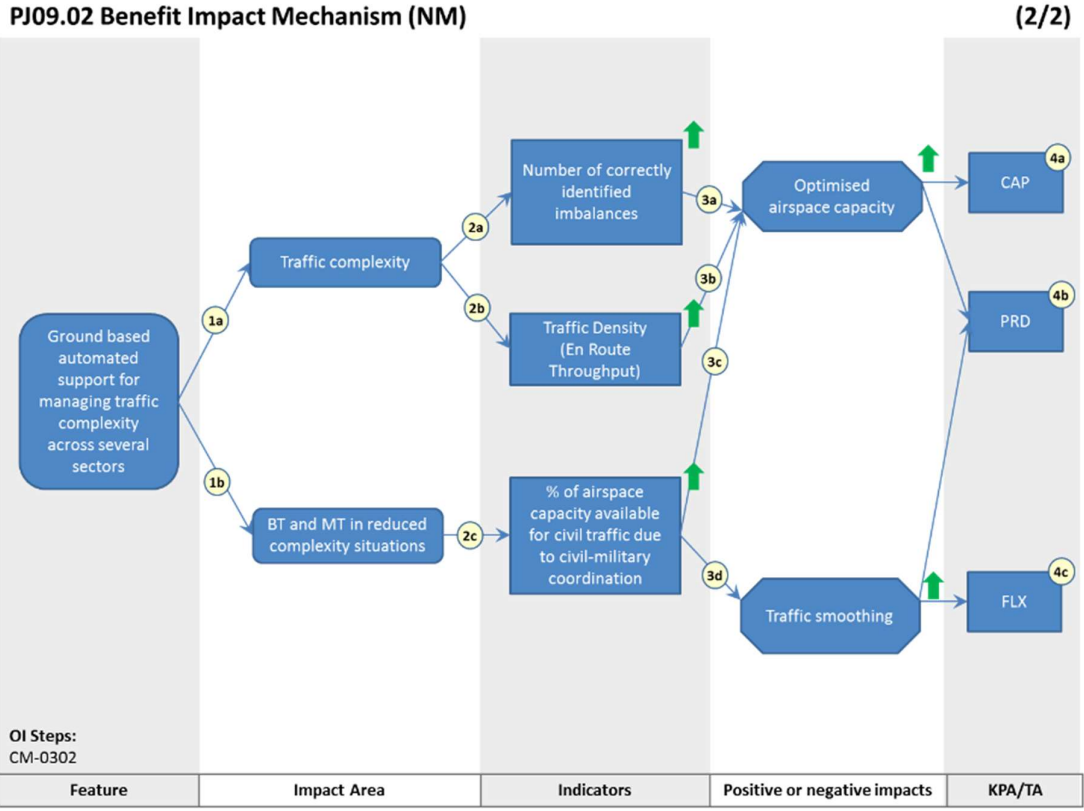 PJ09.02 Benefit Impact Mechanism (NM)
(2/2)
Ground based
automated
support for
managing traffic
complexity
across several
sectors
1a
1b
Traffic complexity
BT and MT in reduced
complexity situations
2a
2b
2c
Number of correctly
identified
imbalances
Traffic Density
(En Route
Throughput)
% of airspace
capacity available
for civil traffic due
to civil-military
coordination
3a
3b
3c
3d
Optimised
airspace capacity
Traffic smoothing
4a
CAP
4b
PRD
4c
FLX
OI Steps:
CM-0302
Feature
Impact Area
Indicators
Positive or negative impacts
KPA/TA